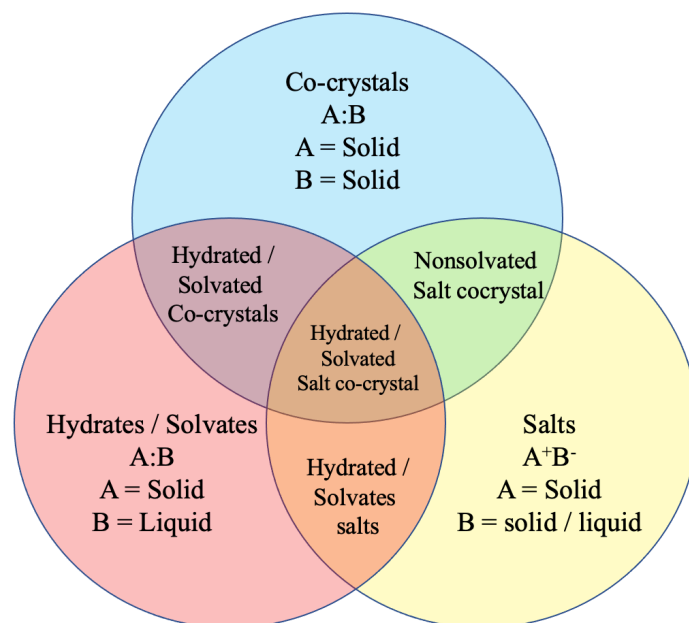 Co-crystals
A:B
A = Solid
B = Solid
Hydrated /
Solvated
Co-crystals
Nonsolvated
Salt cocrystal
Hydrated /
Solvated
Salt co-crystal
Hydrates / Solvates
A:B
A = Solid
B = Liquid
Hydrated /
Solvates
salts
Salts
A⁺B⁻
A = Solid
B = solid / liquid